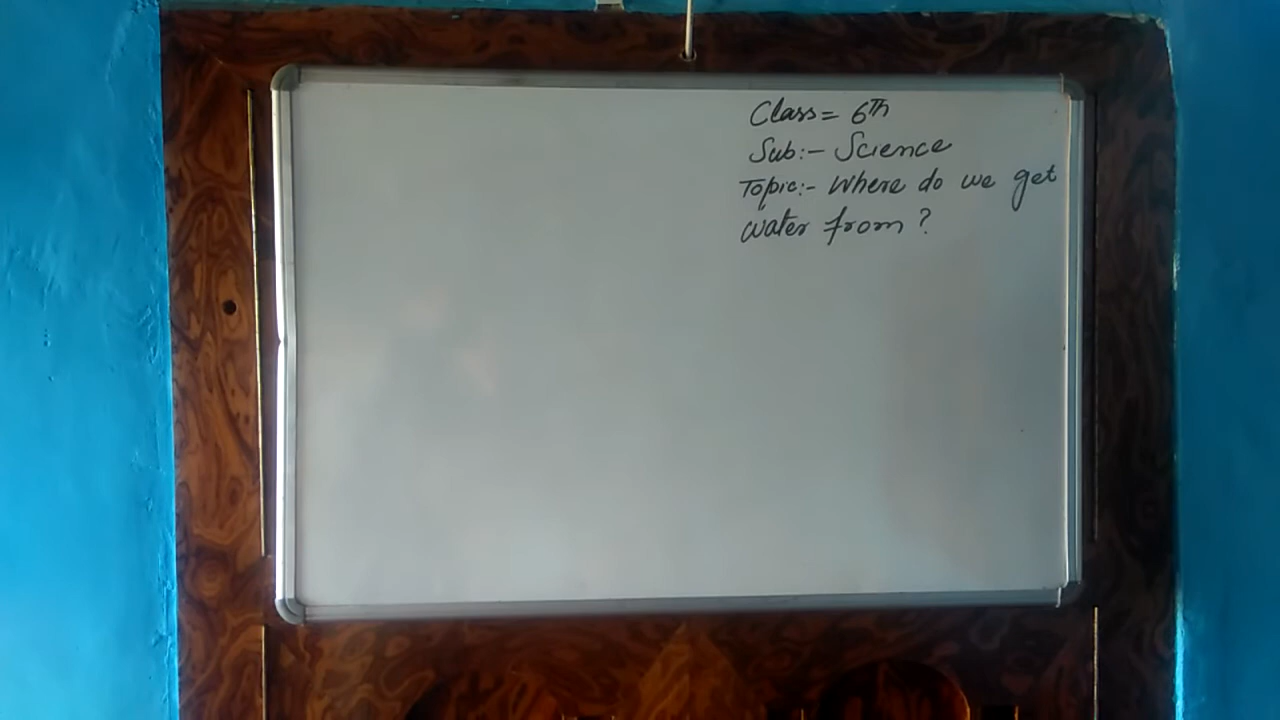 Class= 6th
Sub:- Science
Topic:- Where do we get
water from?